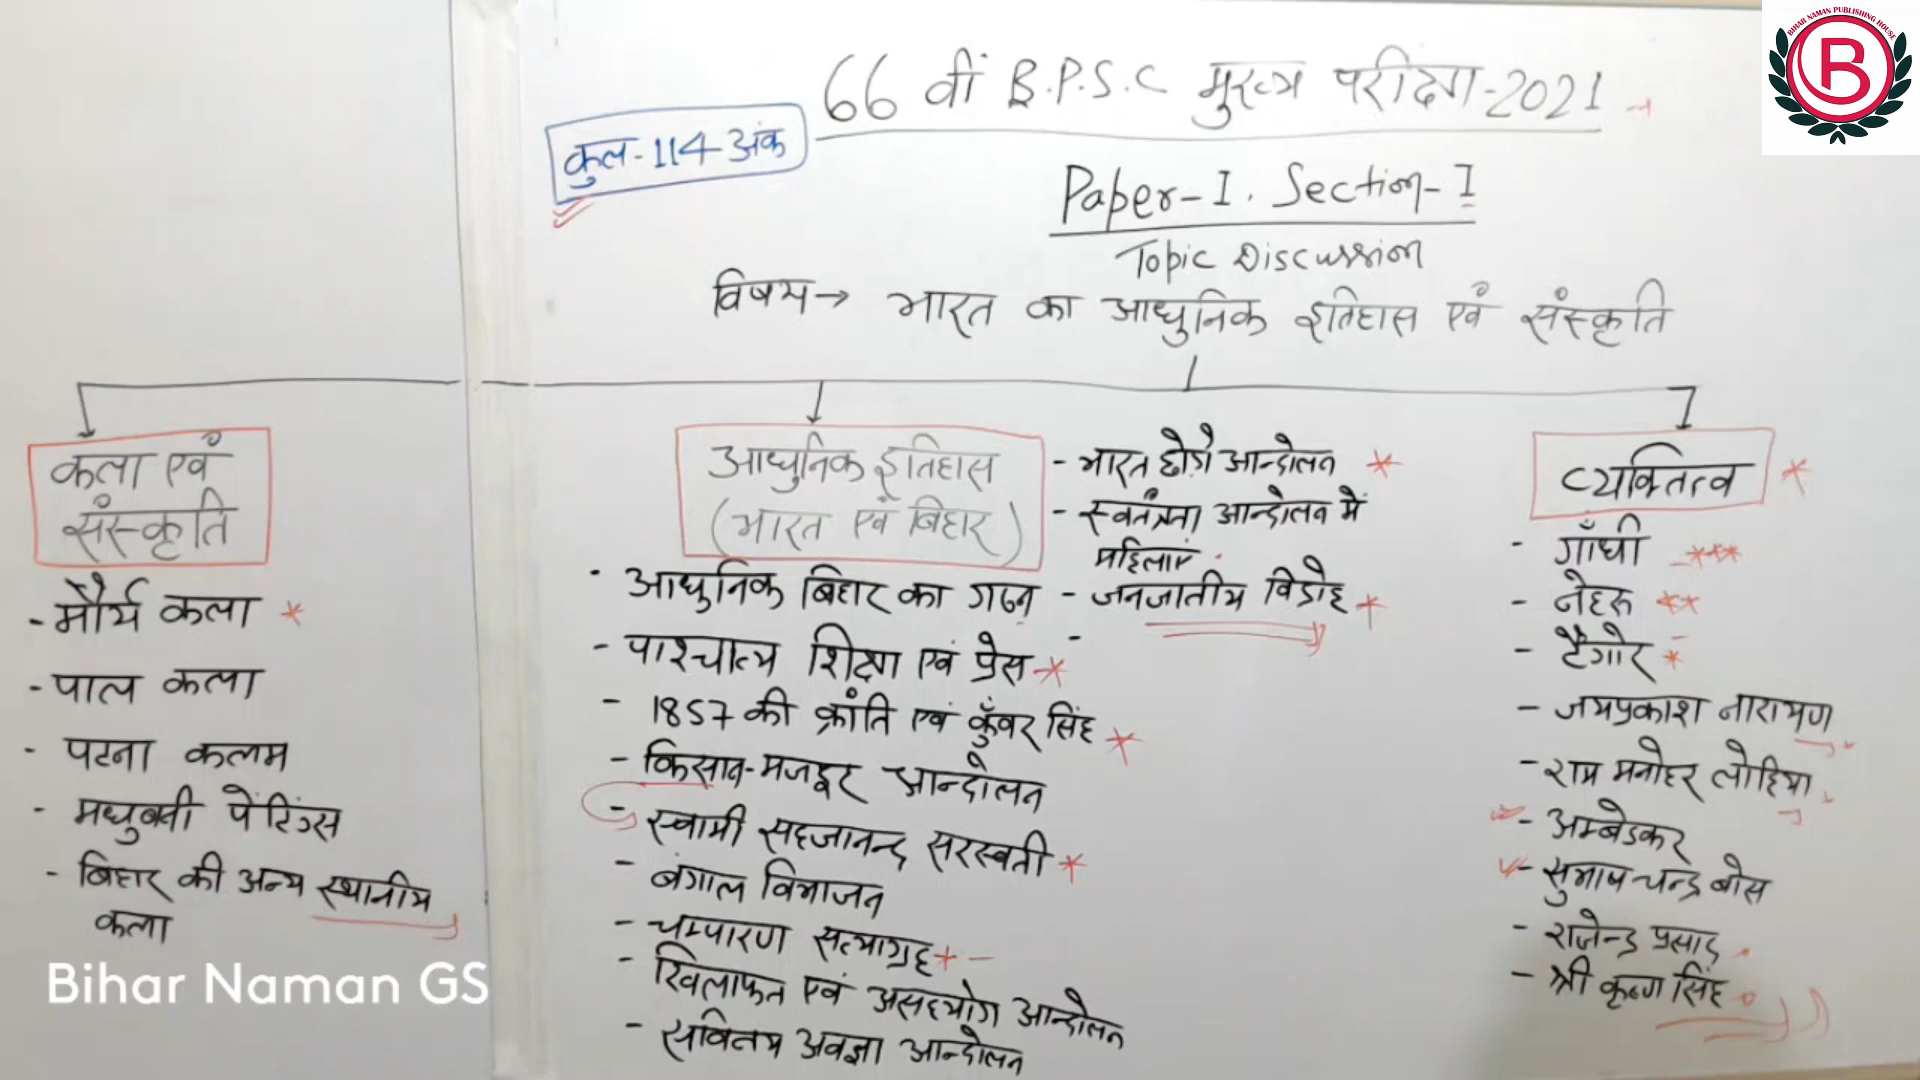 BIHAR NAMAN PUBLISHING HOUSE
B
66 वीं B.P.S.C मुख्य परीक्षा-2021
कुल-114 अंक
Paper-I. Section-I
Topic Discussion
विषय→ भारत का आधुनिक इतिहास एवं संस्कृति
कला एवं
संस्कृति
- मौर्य कला *
- पाल कला
- पटना कलम
- मधुबनी पेंटिंग्स
- बिहार की अन्य स्थानीय
कला
आधुनिक इतिहास
(भारत एवं बिहार)
- आधुनिक बिहार का गठन
- पाश्चात्य शिक्षा एवं प्रेस *
- 1857 की क्रांति एवं कुँवर सिंह *
- किसान-मजदूर आन्दोलन
- स्वामी सहजानन्द सरस्वती *
- बंगाल विभाजन
- चम्पारण सत्याग्रह * -
- खिलाफत एवं असहयोग आन्दोलन
- सविनय अवज्ञा आन्दोलन
- भारत छोड़ो आन्दोलन *
- स्वतंत्रता आन्दोलन में
महिलाएं
- जनजातीय विद्रोह *
-
व्यक्तित्व *
- गाँधी ***
- नेहरू **
- टैगोर *
- जयप्रकाश नारायण
- राम मनोहर लोहिया
- अम्बेडकर
- सुभाष चन्द्र बोस
- राजेन्द्र प्रसाद
- श्री कृष्ण सिंह
Bihar Naman GS